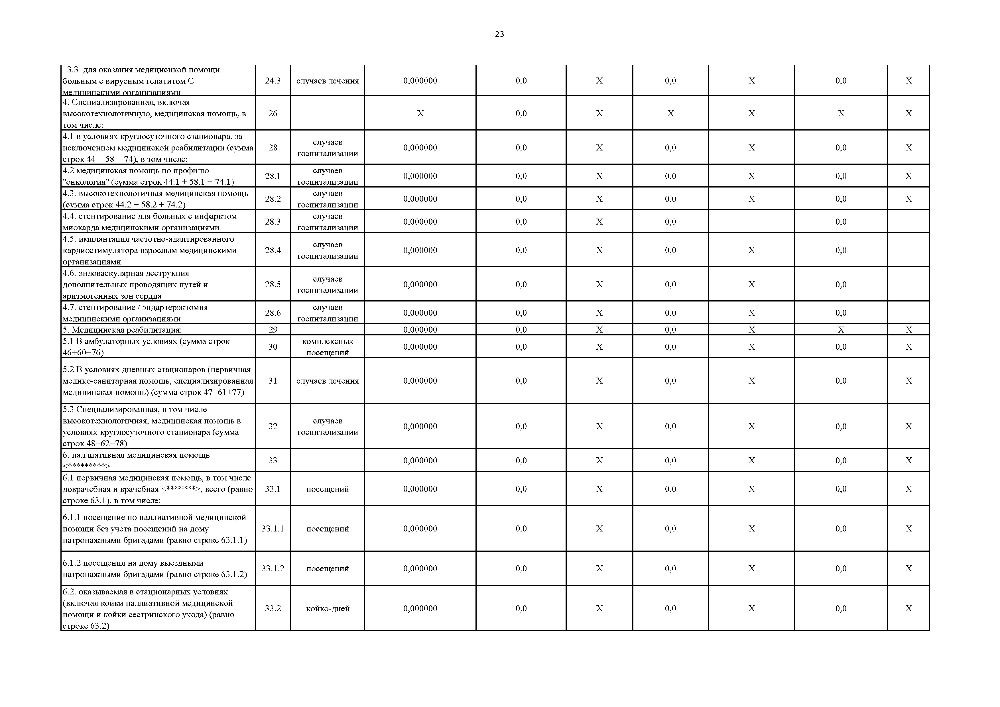 23
3.3 для оказания медициснкой помощи
больным с вирусным гепатитом С
медицинскими организациями
24.3 случаев лечения 0,000000 0,0 X 0,0 X 0,0 X
4. Специализированная, включая
высокотехнологичную, медицинская помощь, в
том числе:
26 X 0,0 X X X X X
4.1 в условиях круглосуточного стационара, за
исключением медицинской реабилитации (сумма
строк 44 + 58 + 74), в том числе:
28 случаев
госпитализации 0,000000 0,0 X 0,0 X 0,0 X
4.2 медицинская помощь по профилю
"онкология" (сумма строк 44.1 + 58.1 + 74.1)
28.1 случаев
госпитализации 0,000000 0,0 X 0,0 X 0,0 X
4.3. высокотехнологичная медицинская помощь
(сумма строк 44.2 + 58.2 + 74.2)
28.2 случаев
госпитализации 0,000000 0,0 X 0,0 X 0,0 X
4.4. стентирование для больных с инфарктом
миокарда медицинскими организациями
28.3 случаев
госпитализации 0,000000 0,0 X 0,0 0,0
4.5. имплантация частотно-адаптированного
кардиостимулятора взрослым медицинскими
организациями
28.4 случаев
госпитализации 0,000000 0,0 X 0,0 X 0,0
4.6. эндоваскулярная деструкция
дополнительных проводящих путей и
аритмогенных зон сердца
28.5 случаев
госпитализации 0,000000 0,0 X 0,0 X 0,0
4.7. стентирование / эндартерэктомия
медицинскими организациями
28.6 случаев
госпитализации 0,000000 0,0 X 0,0 X 0,0
5. Медицинская реабилитация: 29 0,000000 0,0 X 0,0 X X X
5.1 В амбулаторных условиях (сумма строк
46+60+76)
30 комплексных
посещений 0,000000 0,0 X 0,0 X 0,0 X
5.2 В условиях дневных стационаров (первичная
медико-санитарная помощь, специализированная
медицинская помощь) (сумма строк 47+61+77)
31 случаев лечения 0,000000 0,0 X 0,0 X 0,0 X
5.3 Специализированная, в том числе
высокотехнологичная, медицинская помощь в
условиях круглосуточного стационара (сумма
строк 48+62+78)
32 случаев
госпитализации 0,000000 0,0 X 0,0 X 0,0 X
6. паллиативная медицинская помощь
<*********>
33 0,000000 0,0 X 0,0 X 0,0 X
6.1 первичная медицинская помощь, в том числе
доврачебная и врачебная <*******>, всего (равно
строке 63.1), в том числе:
33.1 посещений 0,000000 0,0 X 0,0 X 0,0 X
6.1.1 посещение по паллиативной медицинской
помощи без учета посещений на дому
патронажными бригадами (равно строке 63.1.1)
33.1.1 посещений 0,000000 0,0 X 0,0 X 0,0 X
6.1.2 посещения на дому выездными
патронажными бригадами (равно строке 63.1.2)
33.1.2 посещений 0,000000 0,0 X 0,0 X 0,0 X
6.2. оказываемая в стационарных условиях
(включая койки паллиативной медицинской
помощи и койки сестринского ухода) (равно
строке 63.2)
33.2 койко-дней 0,000000 0,0 X 0,0 X 0,0 X